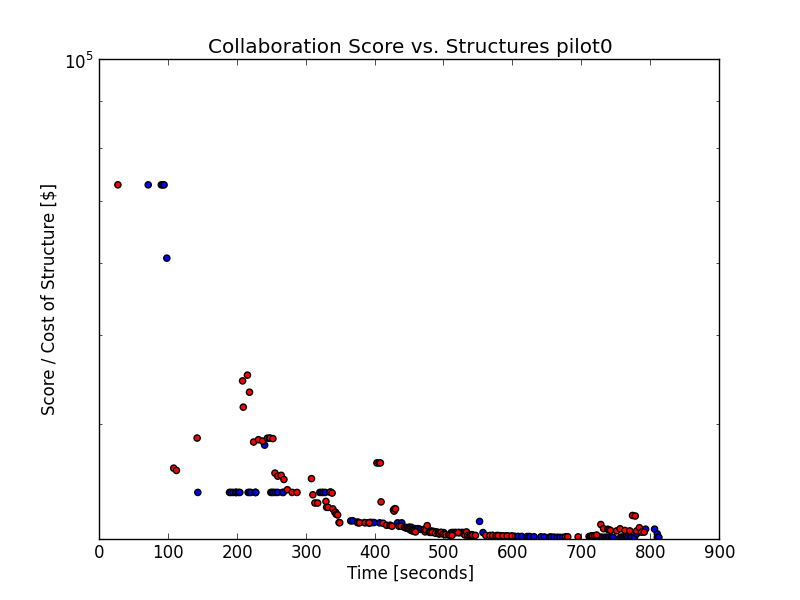 Collaboration Score vs. Structures pilot0
10⁵
Score / Cost of Structure [$]
0 100 200 300 400 500 600 700 800 900
Time [seconds]